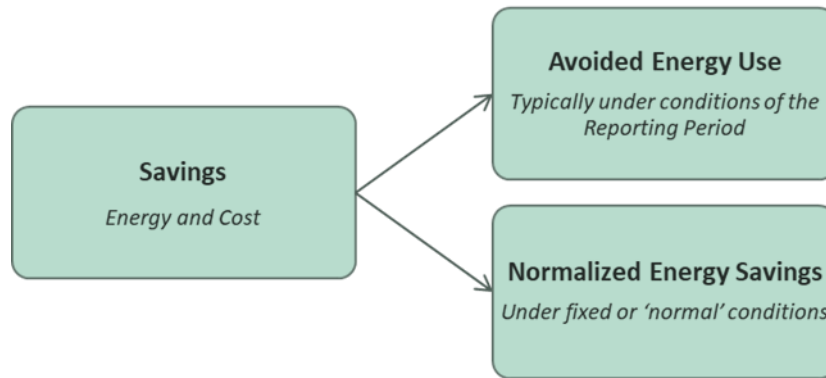 Savings
Energy and Cost
Avoided Energy Use
Typically under conditions of the
Reporting Period
Normalized Energy Savings
Under fixed or ‘normal’ conditions